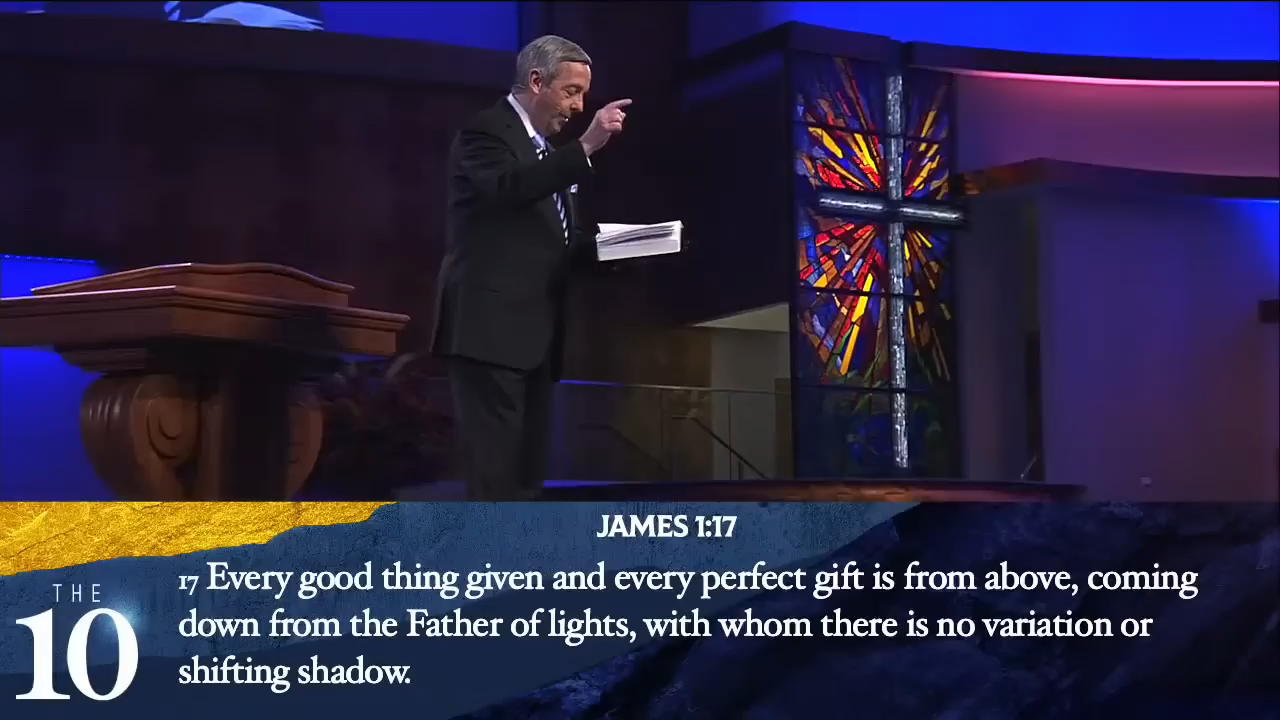 JAMES 1:17
17 Every good thing given and every perfect gift is from above, coming
down from the Father of lights, with whom there is no variation or
shifting shadow.
THE
10